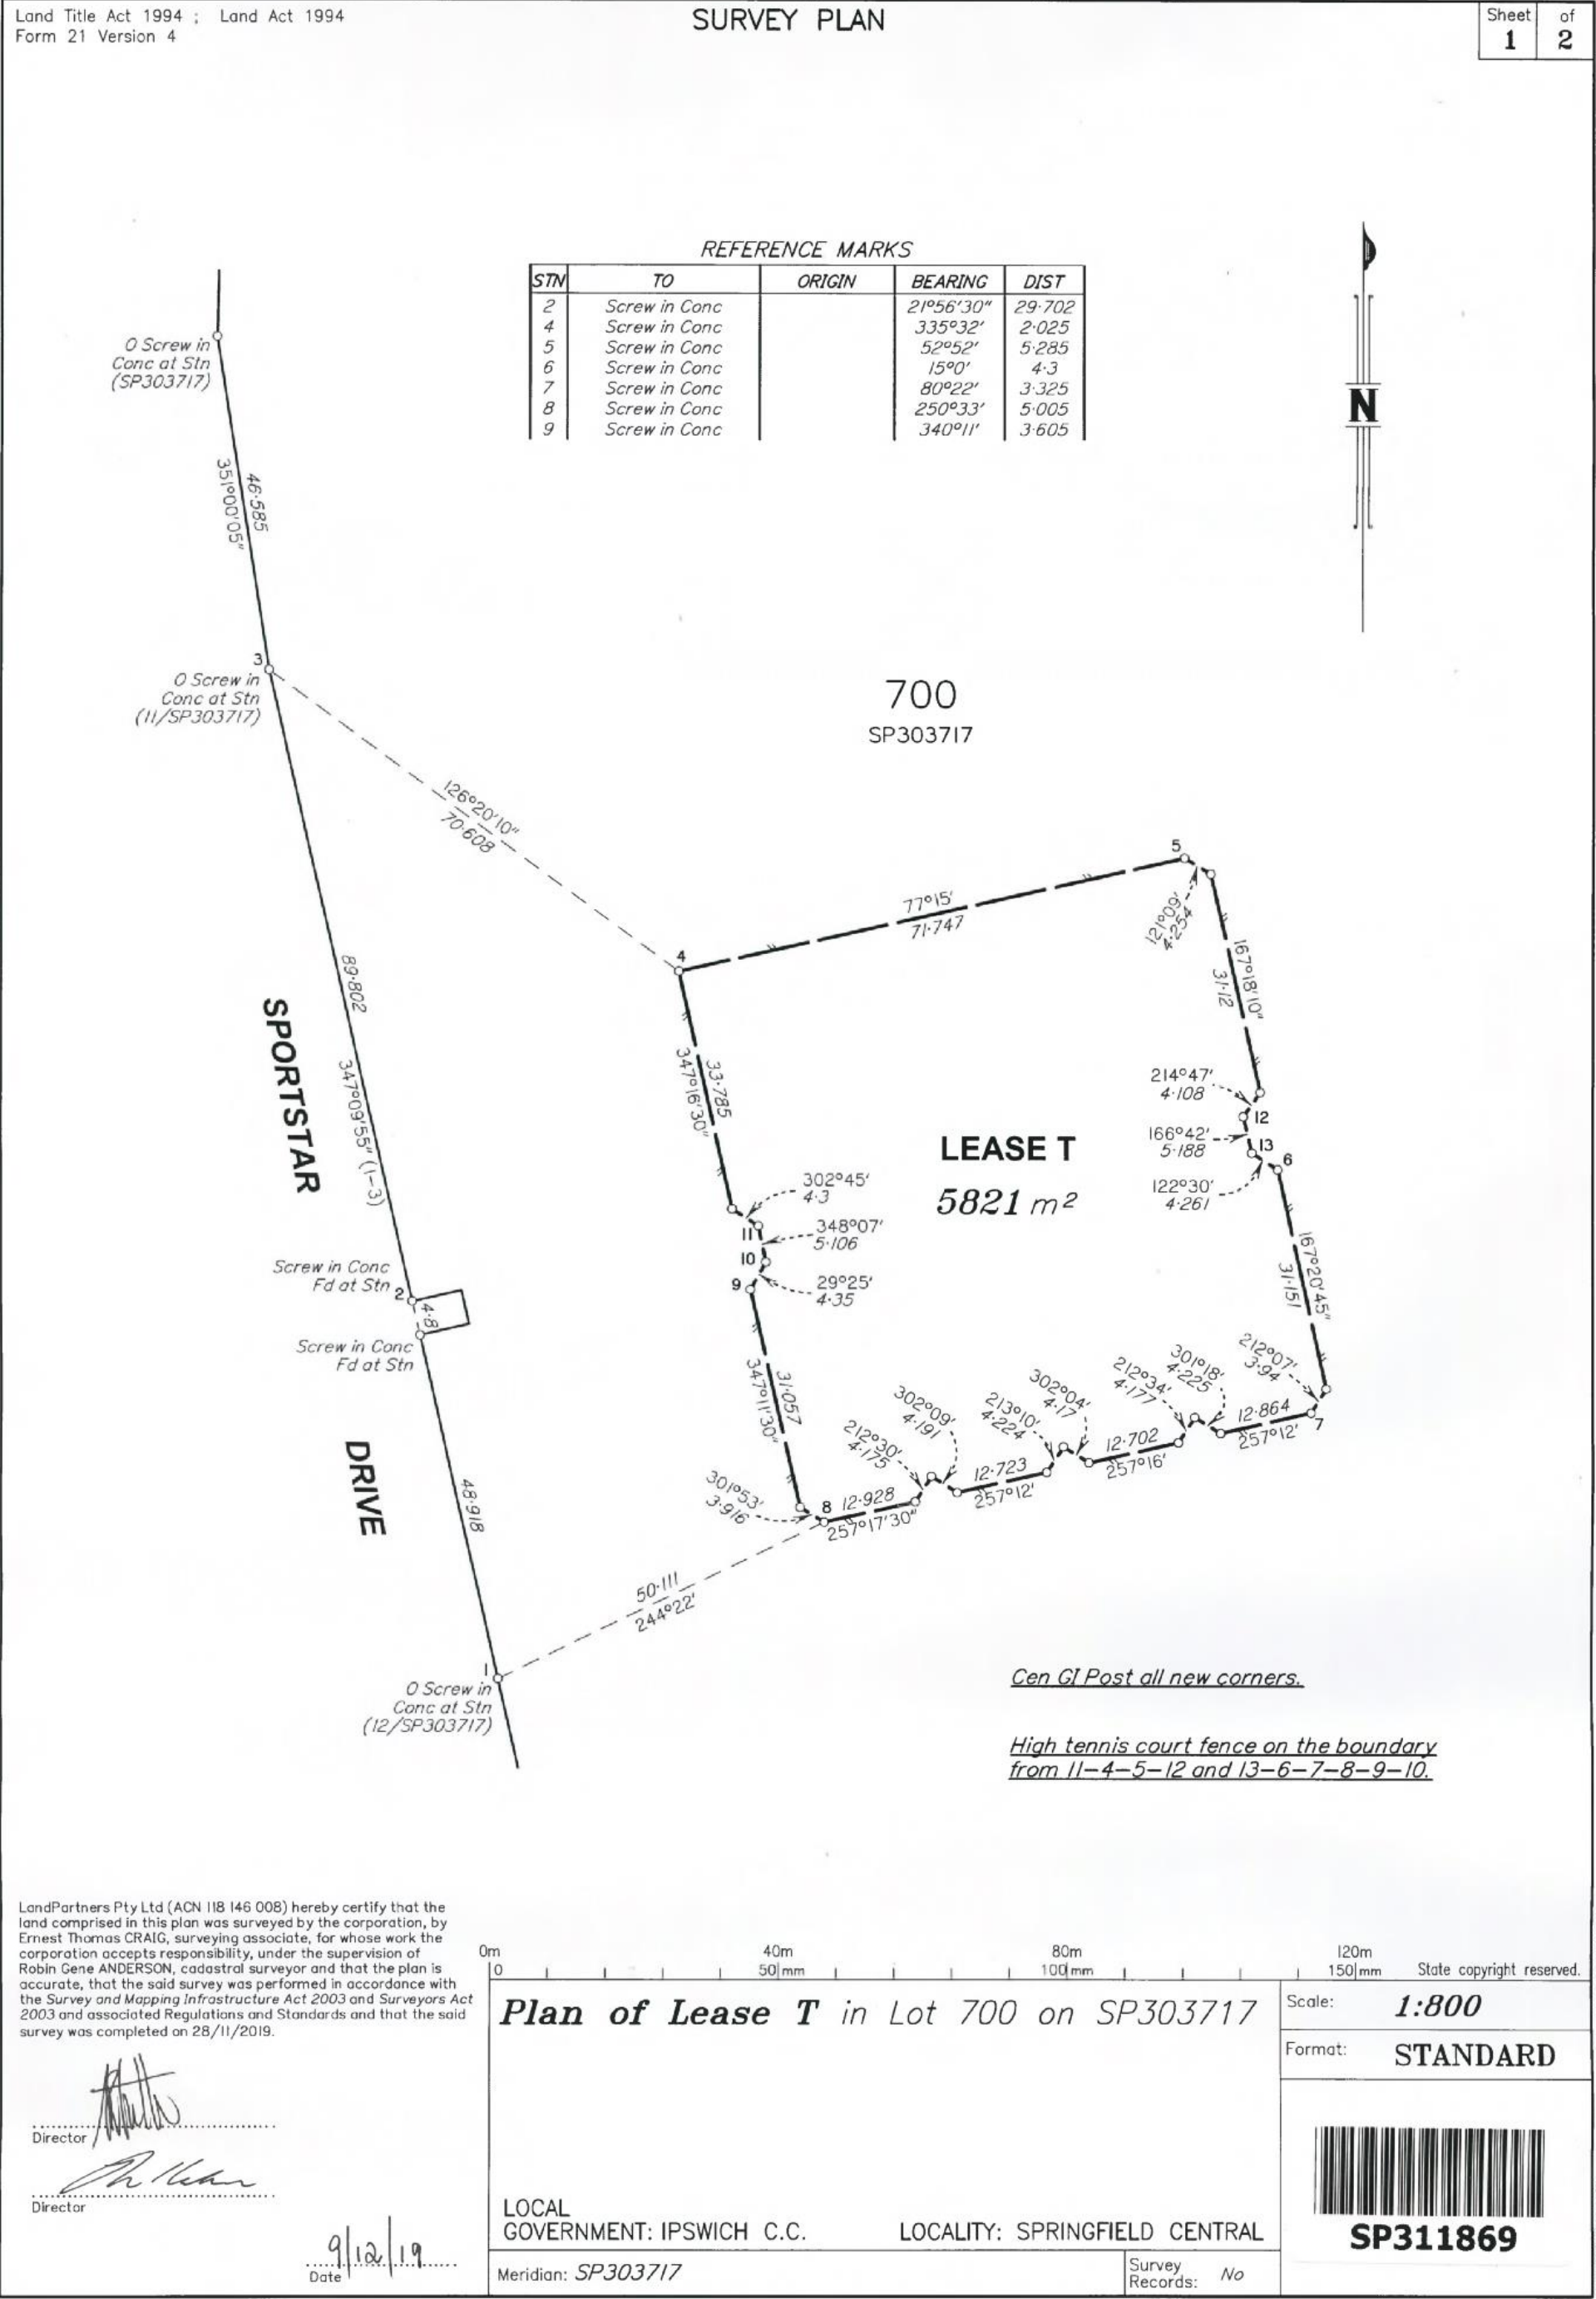 Land Title Act 1994 ; Land Act 1994
Form 21 Version 4
SURVEY PLAN
Sheet of
1 2
REFERENCE MARKS
STN TO ORIGIN BEARING DIST
2 Screw in Conc 21°56'30" 29·702
4 Screw in Conc 335°32' 2·025
5 Screw in Conc 52°52' 5·285
6 Screw in Conc 15°0' 4·3
7 Screw in Conc 80°22' 3·325
8 Screw in Conc 250°33' 5·005
9 Screw in Conc 340°11' 3·605
N
O Screw in
Conc at Stn
(SP303717)
46·585
351°00'05"
3
O Screw in
Conc at Stn
(11/SP303717)
700
SP303717
126°20'10"
70·608
89·802
347°09'55" (1-3)
SPORTSTAR
DRIVE
4
77°15'
71·747
5
121°09'
4·254
167°18'10"
31·12
33·785
347°16'30"
214°47'
4·108
12
166°42'
5·188
13
6
122°30'
4·261
LEASE T
5821 m²
302°45'
4·3
11
348°07'
5·106
10
9
29°25'
4·35
167°20'45"
31·151
Screw in Conc
Fd at Stn
2
4·8
Screw in Conc
Fd at Stn
31·057
347°11'30"
212°07'
3·94
301°18'
4·225
212°34'
4·177
302°04'
4·17
213°10'
4·224
302°09'
4·191
212°30'
4·175
301°53'
3·916
12·864
257°12'
7
12·702
257°16'
12·723
257°12'
8
12·928
257°17'30"
48·918
50·111
244°22'
1
O Screw in
Conc at Stn
(12/SP303717)
Cen GI Post all new corners.
High tennis court fence on the boundary
from 11-4-5-12 and 13-6-7-8-9-10.
LandPartners Pty Ltd (ACN 118 146 008) hereby certify that the
land comprised in this plan was surveyed by the corporation, by
Ernest Thomas CRAIG, surveying associate, for whose work the
corporation accepts responsibility, under the supervision of
Robin Gene ANDERSON, cadastral surveyor and that the plan is
accurate, that the said survey was performed in accordance with
the Survey and Mapping Infrastructure Act 2003 and Surveyors Act
2003 and associated Regulations and Standards and that the said
survey was completed on 28/11/2019.
Director
Director
9/12/19
Date
0m 40m 80m 120m
0 50 mm 100 mm 150 mm State copyright reserved.
Plan of Lease T in Lot 700 on SP303717
Scale: 1:800
Format: STANDARD
LOCAL
GOVERNMENT: IPSWICH C.C. LOCALITY: SPRINGFIELD CENTRAL
Meridian: SP303717
Survey
Records: No
SP311869